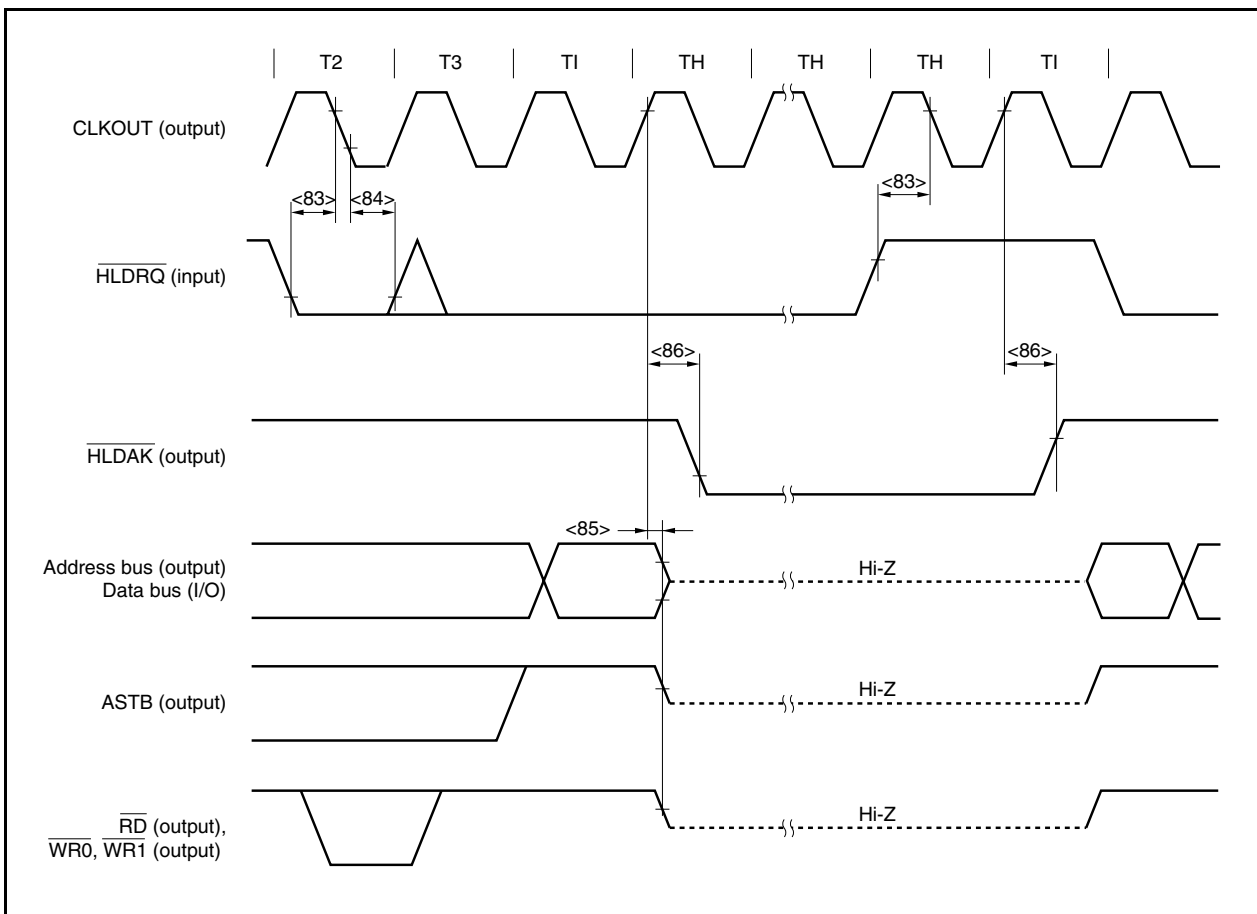 T2 T3 TI TH TH TH TI
CLKOUT (output)
<83> <84> <83>
HLDRQ (input)
<86> <86>
HLDAK (output)
<85>
Address bus (output)
Data bus (I/O)
Hi-Z
ASTB (output)
Hi-Z
RD (output),
WR0, WR1 (output)
Hi-Z